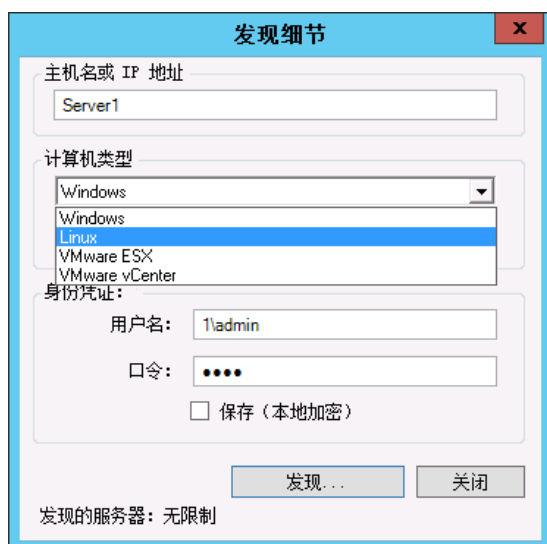 发现细节
x
主机名或 IP 地址
Server1
计算机类型
Windows
Windows
Linux
VMware ESX
VMware vCenter
身份凭证:
用户名: 1\admin
口令: ●●●●
保存(本地加密)
发现... 关闭
发现的服务器: 无限制